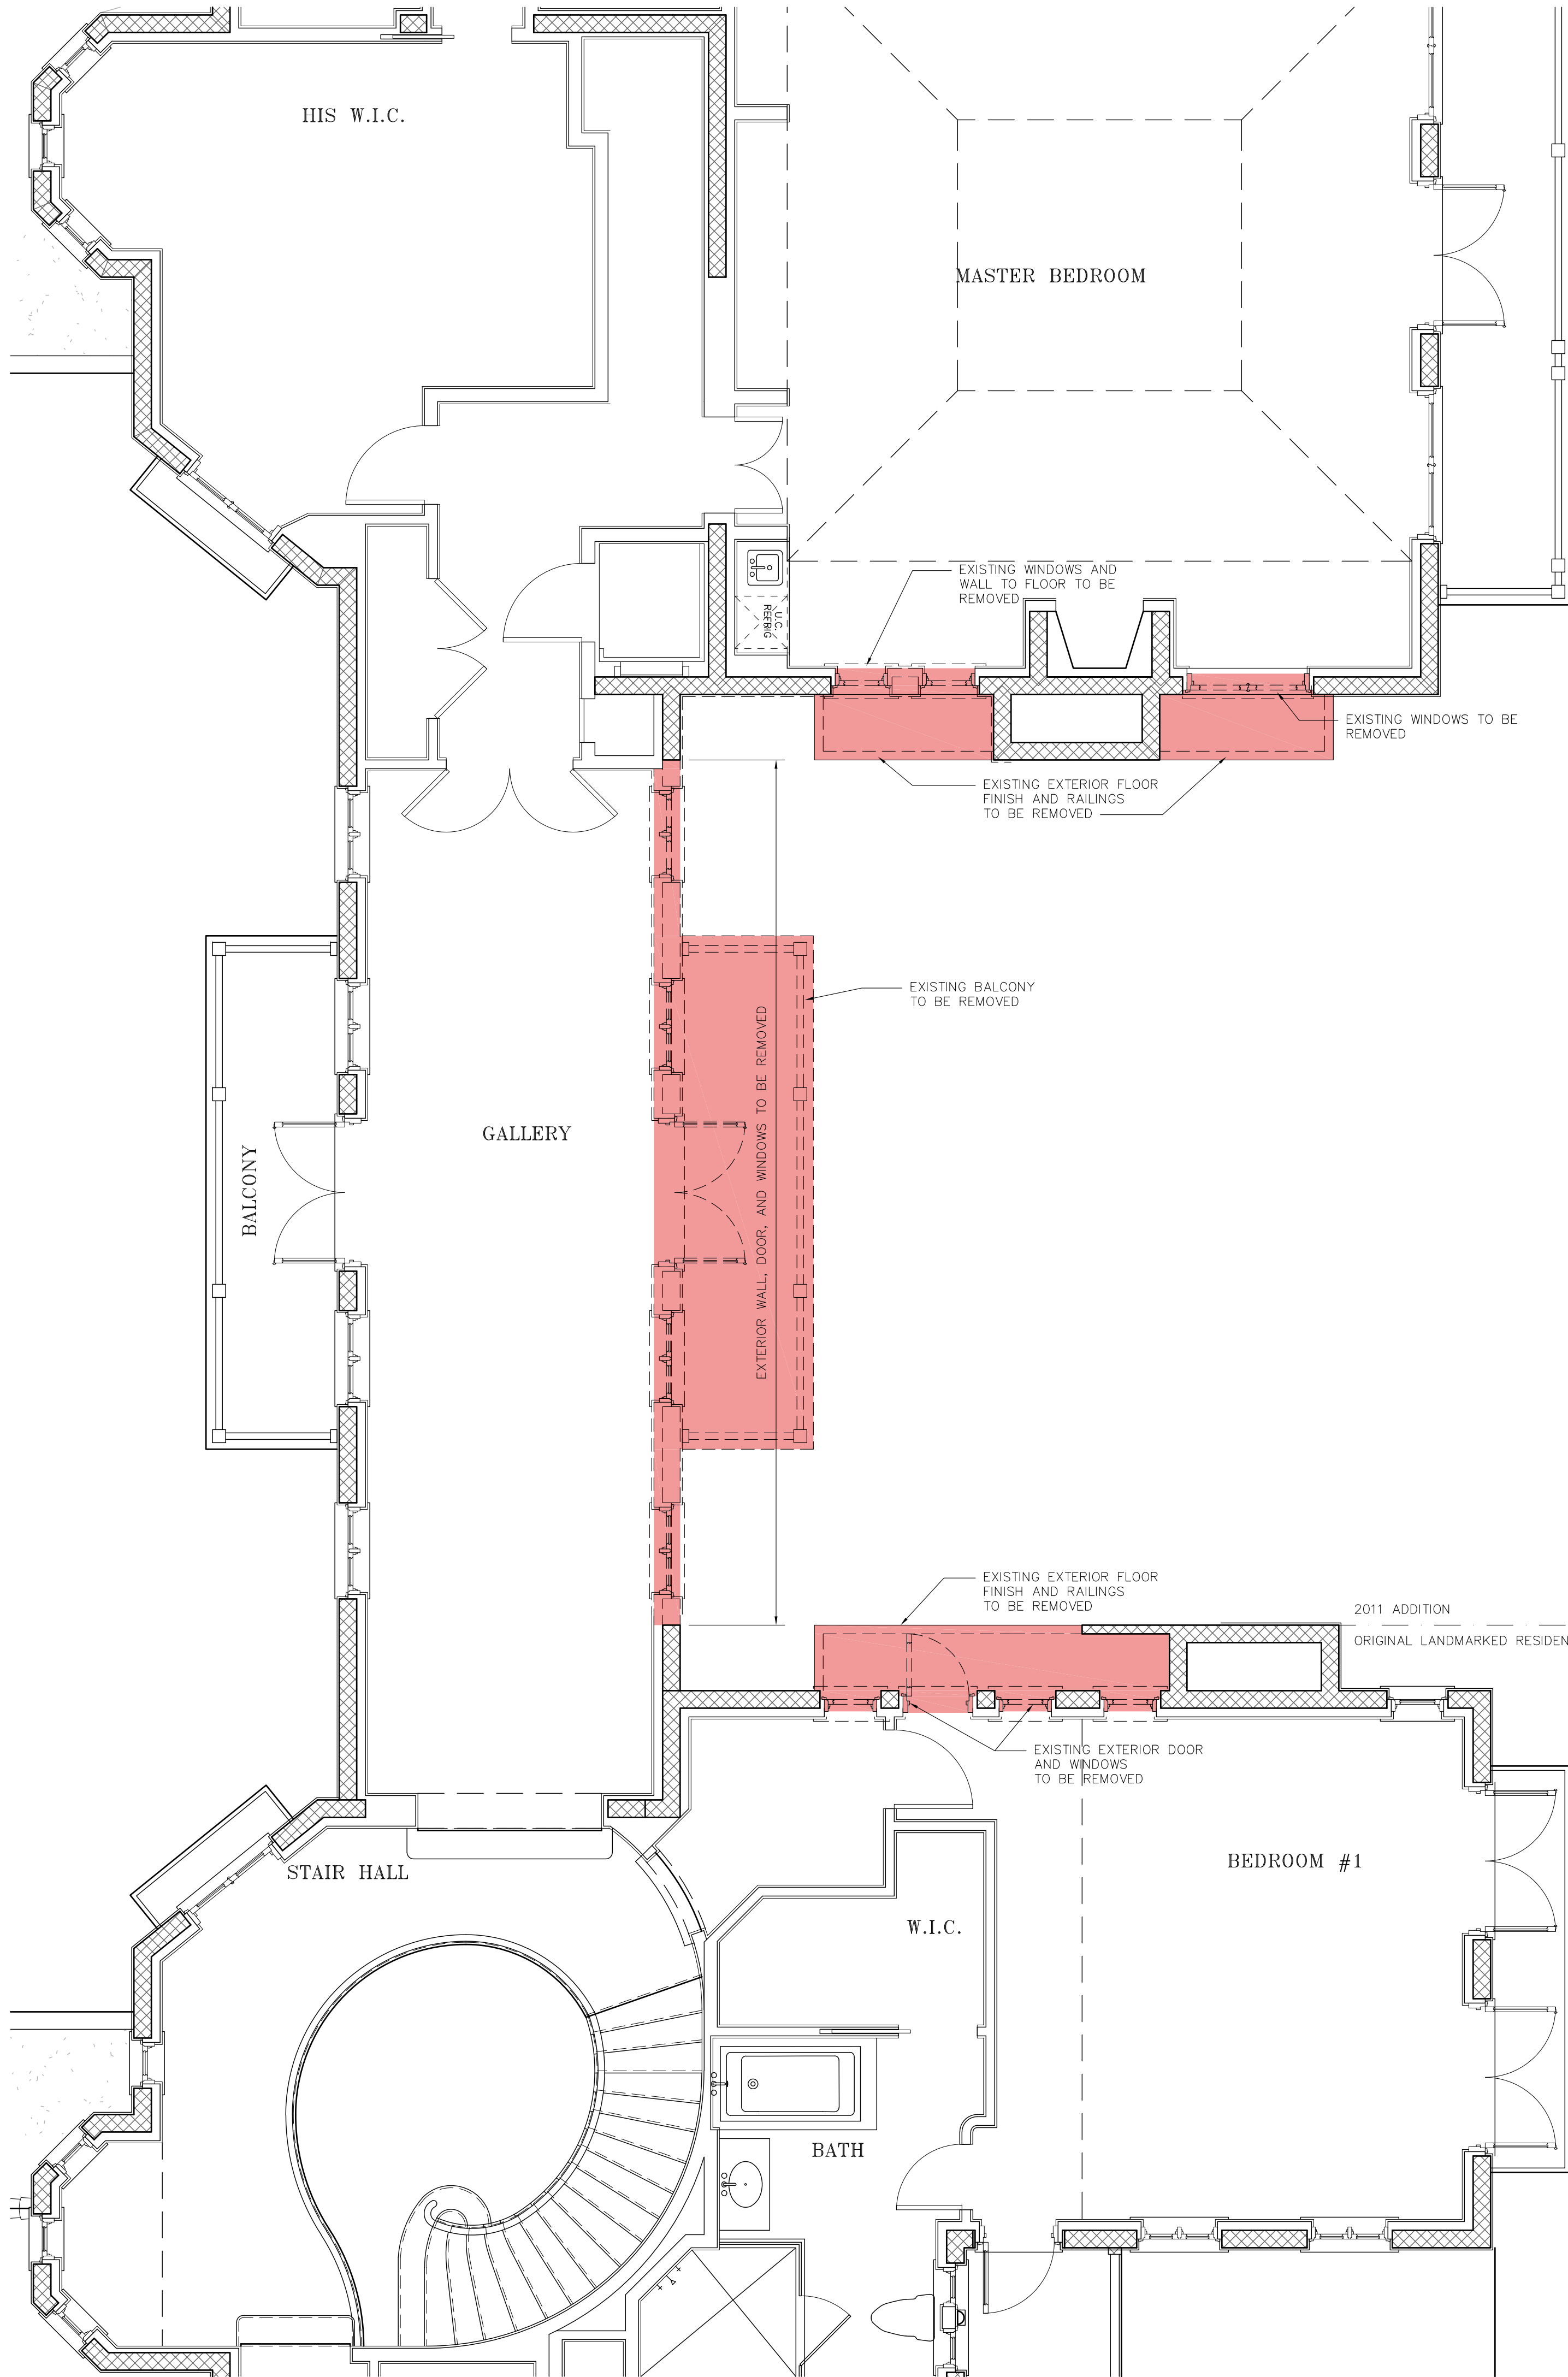 HIS W.I.C.
MASTER BEDROOM
EXISTING WINDOWS AND
WALL TO FLOOR TO BE
REMOVED
U.C.
REFRIG
EXISTING WINDOWS TO BE
REMOVED
EXISTING EXTERIOR FLOOR
FINISH AND RAILINGS
TO BE REMOVED
EXISTING BALCONY
TO BE REMOVED
EXTERIOR WALL, DOOR, AND WINDOWS TO BE REMOVED
GALLERY
BALCONY
EXISTING EXTERIOR FLOOR
FINISH AND RAILINGS
TO BE REMOVED
2011 ADDITION
ORIGINAL LANDMARKED RESIDEN
EXISTING EXTERIOR DOOR
AND WINDOWS
TO BE REMOVED
STAIR HALL
BEDROOM #1
W.I.C.
BATH